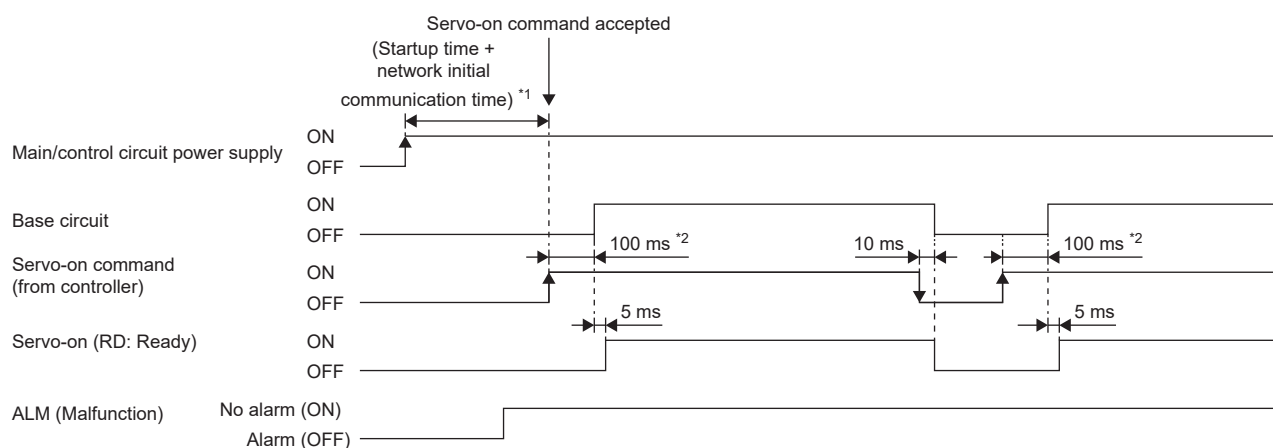 Servo-on command accepted
(Startup time +
network initial
communication time) *1
Main/control circuit power supply
ON
OFF
Base circuit
ON
OFF
100 ms *2
10 ms
100 ms *2
Servo-on command
(from controller)
ON
OFF
5 ms
5 ms
Servo-on (RD: Ready)
ON
OFF
ALM (Malfunction)
No alarm (ON)
Alarm (OFF)